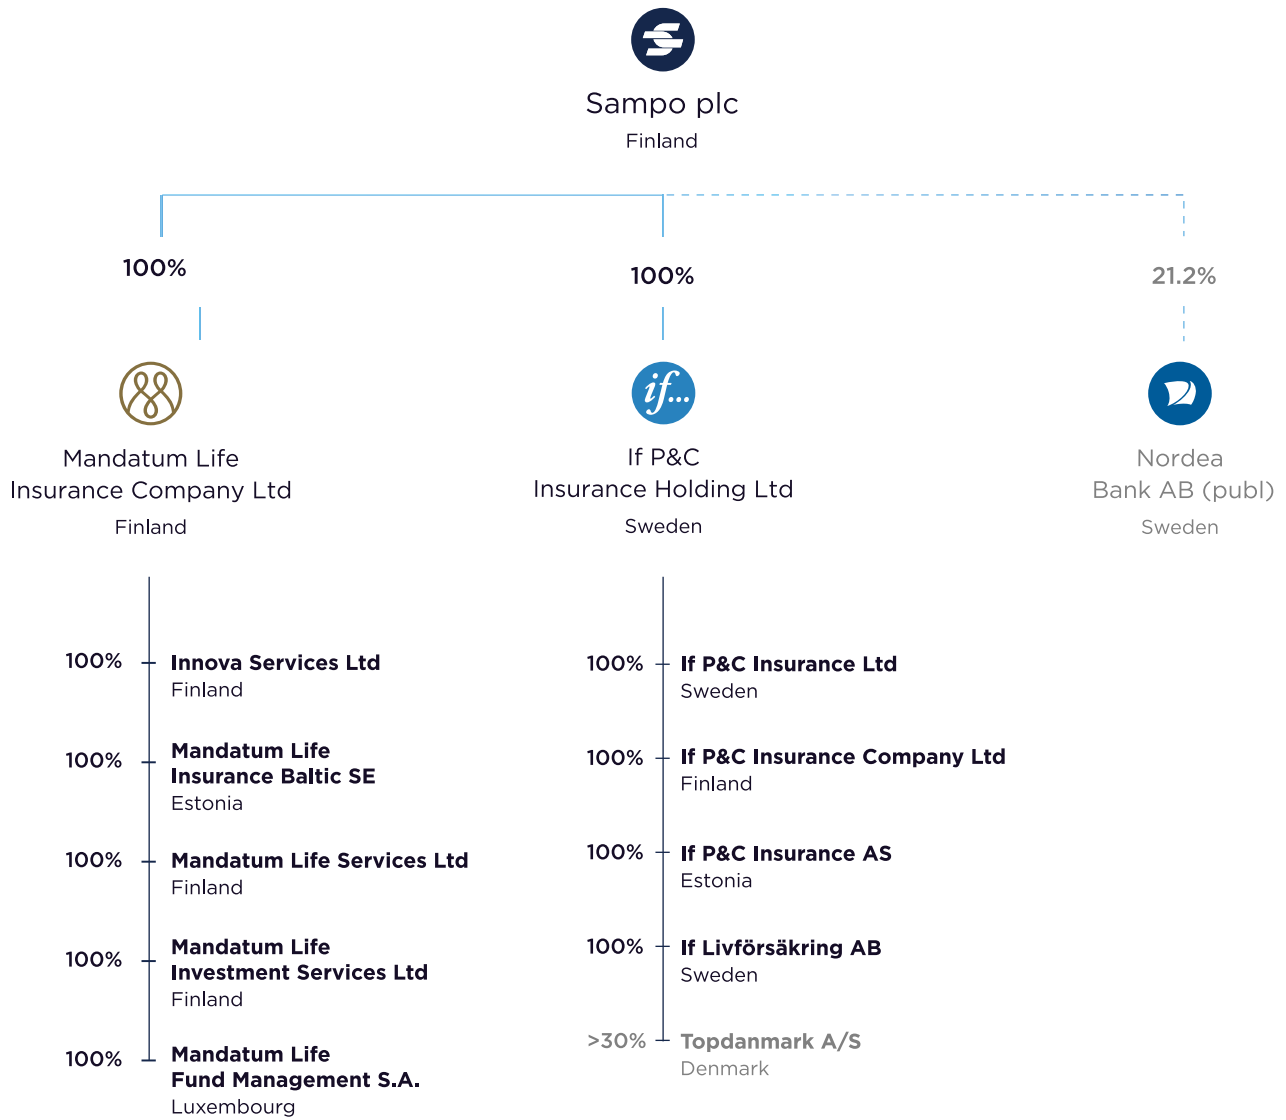 Sampo plc
Finland
100%
100%
21.2%
if...
Mandatum Life
Insurance Company Ltd
Finland
If P&C
Insurance Holding Ltd
Sweden
Nordea
Bank AB (publ)
Sweden
100%
Innova Services Ltd
Finland
100%
Mandatum Life
Insurance Baltic SE
Estonia
100%
Mandatum Life Services Ltd
Finland
100%
Mandatum Life
Investment Services Ltd
Finland
100%
Mandatum Life
Fund Management S.A.
Luxembourg
100%
If P&C Insurance Ltd
Sweden
100%
If P&C Insurance Company Ltd
Finland
100%
If P&C Insurance AS
Estonia
100%
If Livförsäkring AB
Sweden
>30%
Topdanmark A/S
Denmark